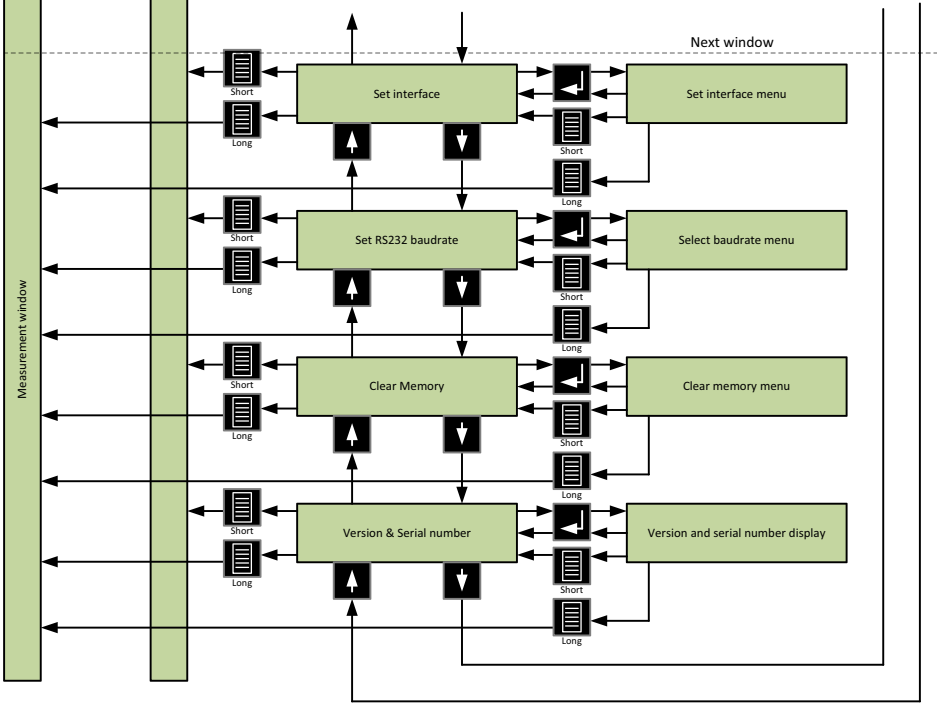 Next window
Short
Set interface
Set interface menu
Short
Long
Long
Short
Set RS232 baudrate
Select baudrate menu
Short
Long
Long
Measurement window
Short
Clear Memory
Clear memory menu
Short
Long
Long
Short
Version & Serial number
Version and serial number display
Short
Long
Long